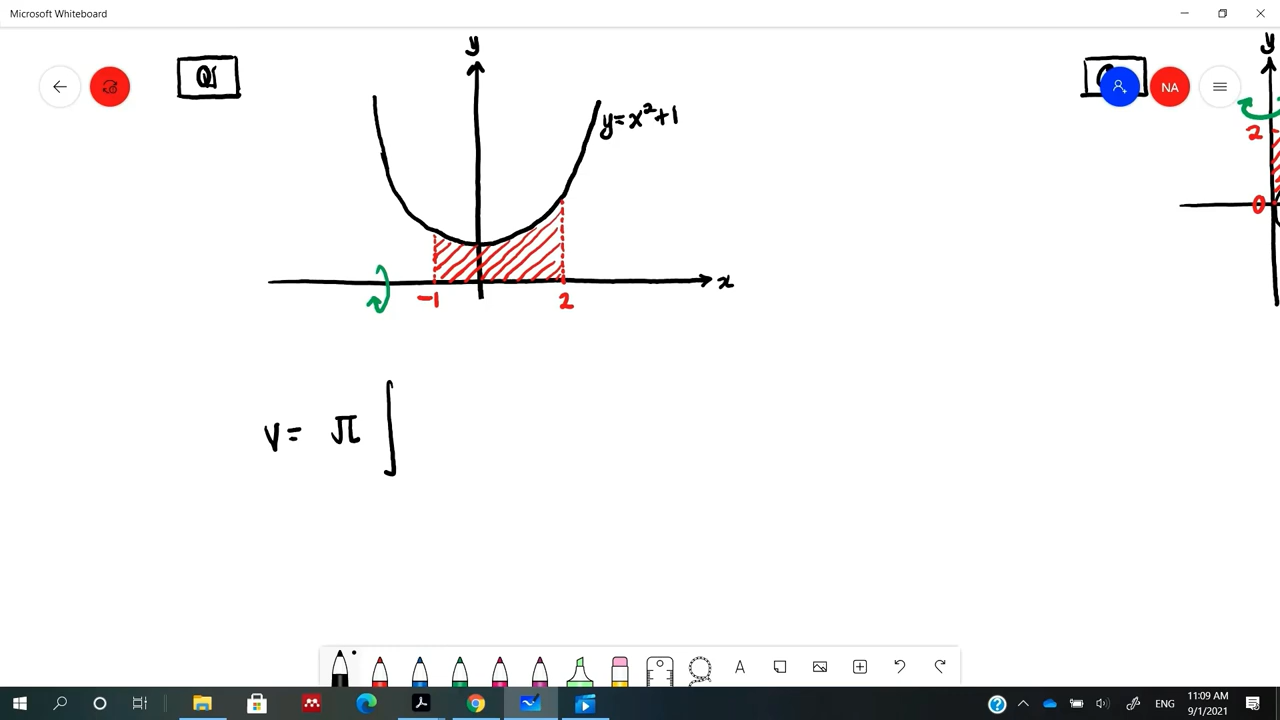 Microsoft Whiteboard
y
Q1
y
y=x²+1
NA
2
0
-1
2
x
V= π ∫
A
ENG
11:09 AM
9/1/2021